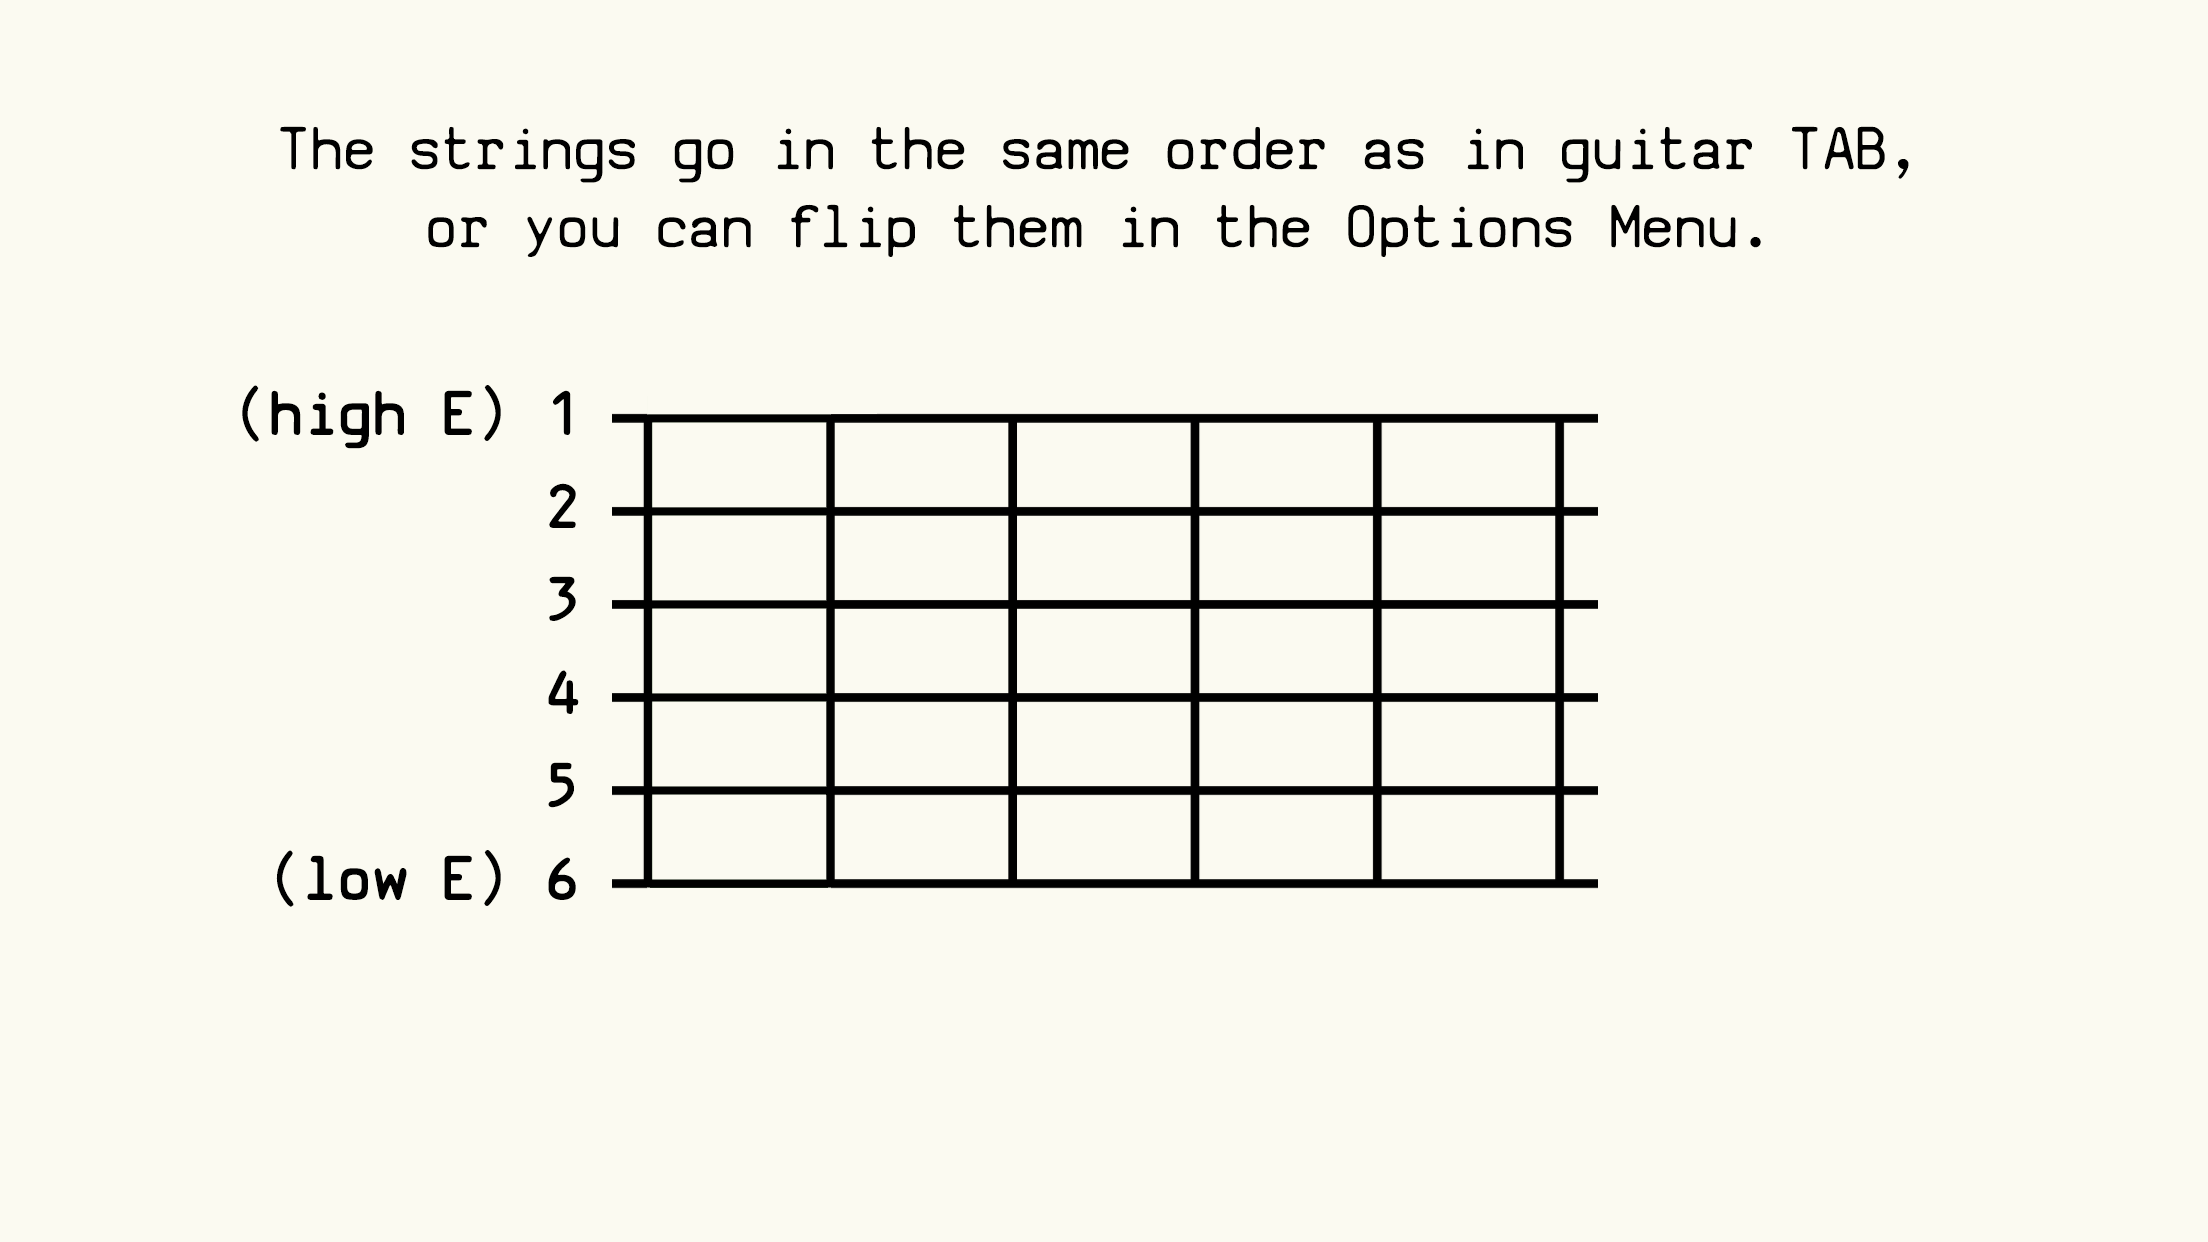 The strings go in the same order as in guitar TAB,
or you can flip them in the Options Menu.
(high E) 1
2
3
4
5
(low E) 6